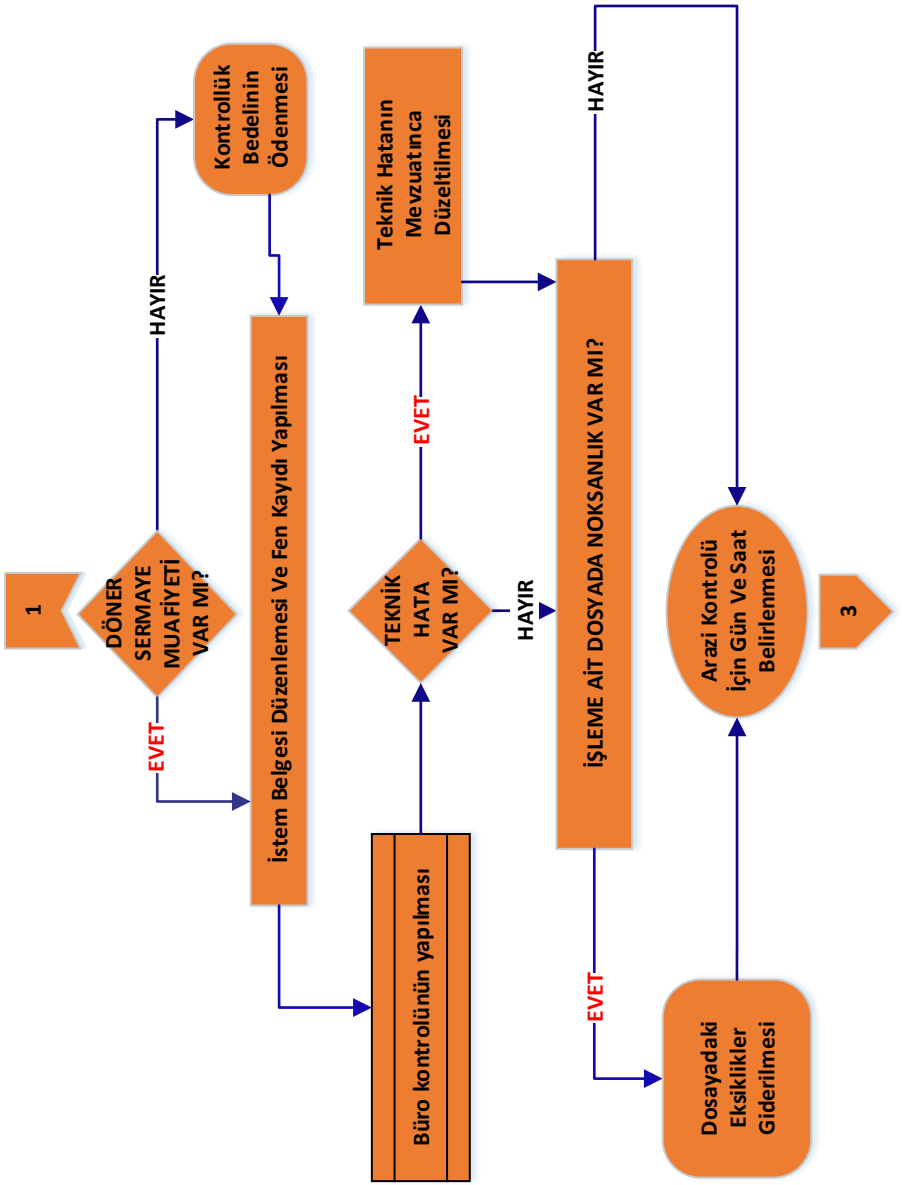 1
DÖNER
SERMAYE
MUAFİYETİ
VAR MI?
HAYIR
Kontrollük
Bedelinin
Ödenmesi
EVET
İstem Belgesi Düzenlemesi Ve Fen Kayıdı Yapılması
Büro kontrolünün yapılması
TEKNİK
HATA
VAR MI?
EVET
Teknik Hatanın
Mevzuatınca
Düzeltilmesi
HAYIR
İŞLEME AİT DOSYADA NOKSANLIK VAR MI?
HAYIR
EVET
Dosayadaki
Eksiklikler
Giderilmesi
Arazi Kontrolü
İçin Gün Ve Saat
Belirlenmesi
3